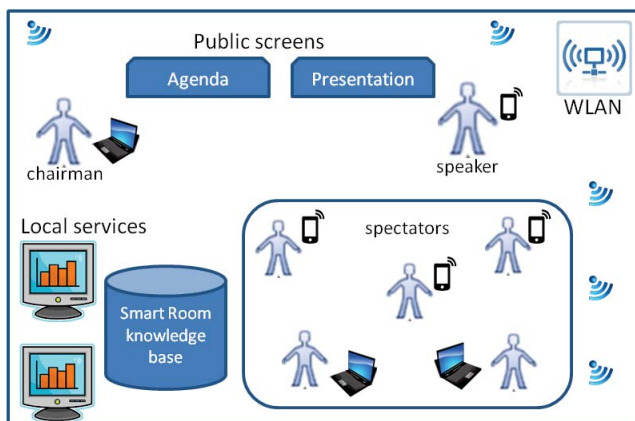 Public screens
Agenda
Presentation
WLAN
chairman
speaker
Local services
spectators
Smart Room
knowledge
base